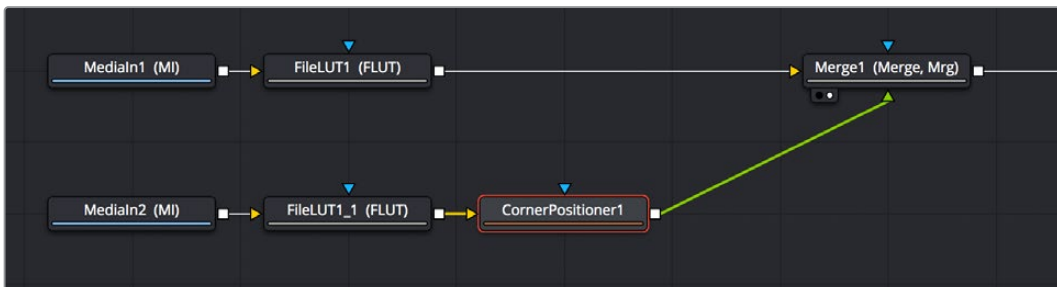 MediaIn1 (MI)
FileLUT1 (FLUT)
Merge1 (Merge, Mrg)
MediaIn2 (MI)
FileLUT1_1 (FLUT)
CornerPositioner1